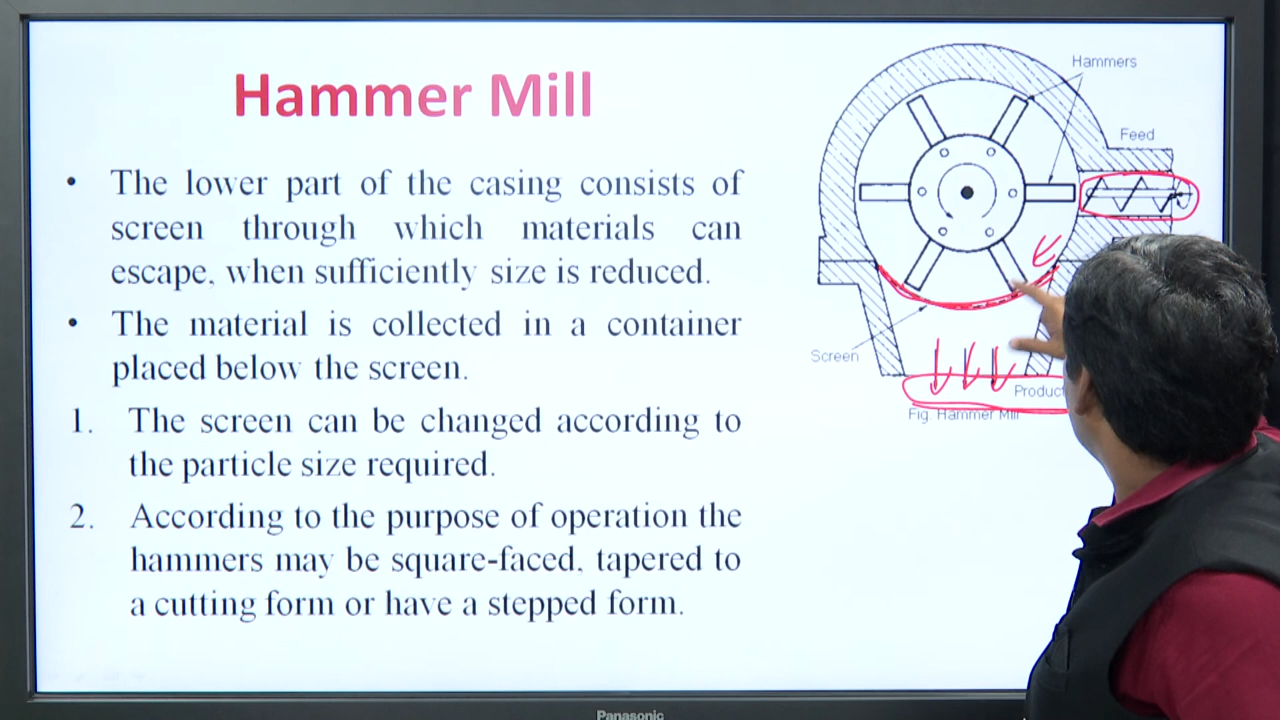 Hammer Mill
• The lower part of the casing consists of
screen through which materials can
escape, when sufficiently size is reduced.
• The material is collected in a container
placed below the screen.
1. The screen can be changed according to
the particle size required.
2. According to the purpose of operation the
hammers may be square-faced, tapered to
a cutting form or have a stepped form.
Hammers
Feed
Screen
Product
Fig. Hammer Mill
Panasonic